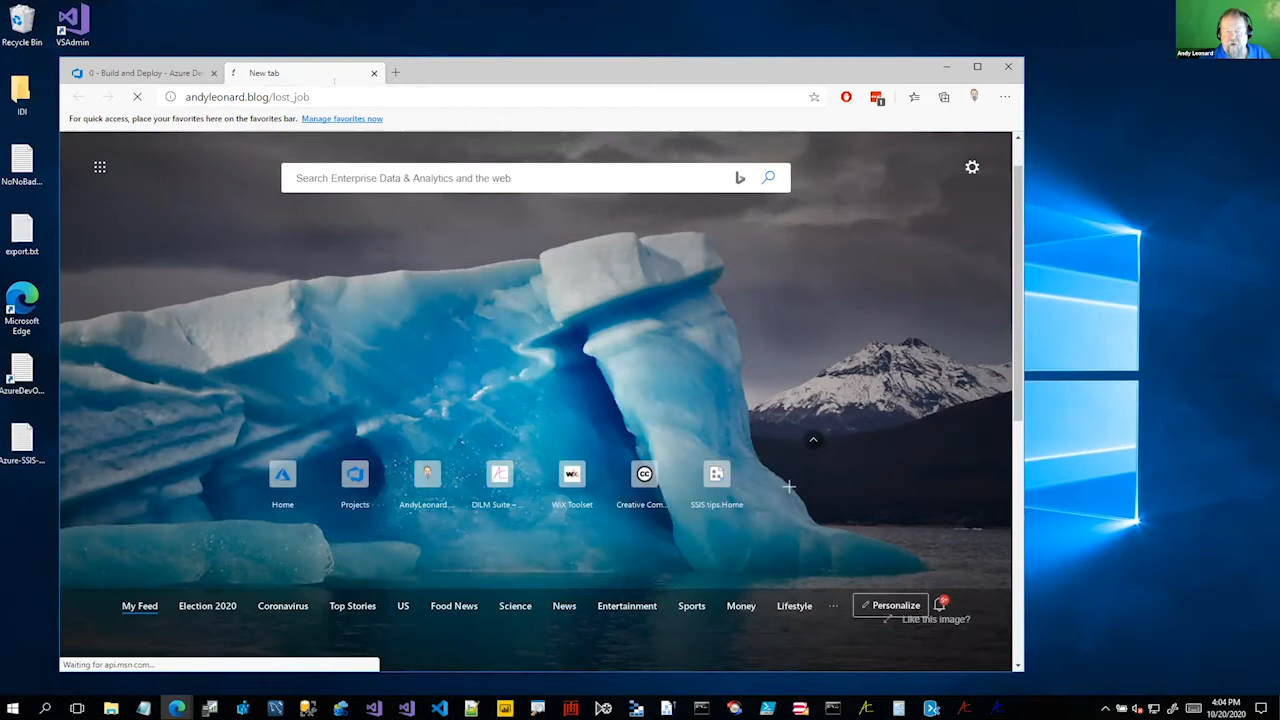 Recycle Bin
VSAdmin
IDI
NoNoBad...
export.txt
Microsoft
Edge
AzureDevO...
Azure-SSIS-...
Andy Leonard
0 - Build and Deploy - Azure De
New tab
andyleonard.blog/lost_job
For quick access, place your favorites here on the favorites bar. Manage favorites now
Search Enterprise Data & Analytics and the web
Home
Projects
AndyLeonard...
DILM Suite – ...
WiX Toolset
Creative Com...
SSIS.tips.Home
My Feed
Election 2020
Coronavirus
Top Stories
US
Food News
Science
News
Entertainment
Sports
Money
Lifestyle
...
Personalize
5+
Like this image?
Waiting for api.msn.com...
4:04 PM
10/20/2020